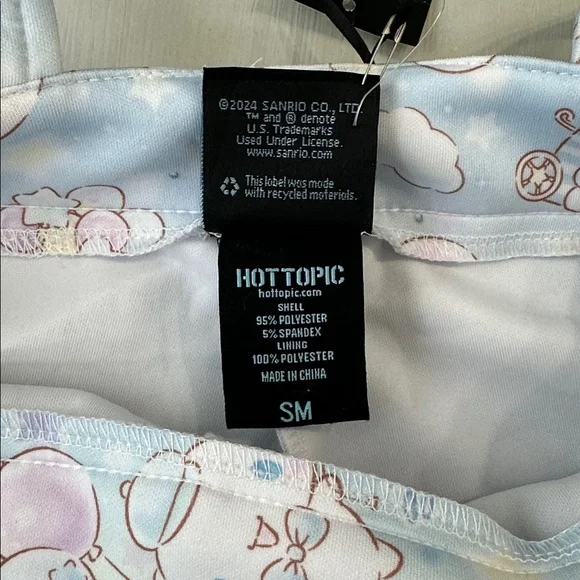 ©2024 SANRIO CO., LTD.
™ and ® denote
U.S. Trademarks
Used Under License.
www.sanrio.com
This label was made
with recycled materials.
HOTTOPIC
hottopic.com
SHELL
95% POLYESTER
5% SPANDEX
LINING
100% POLYESTER
MADE IN CHINA
SM
D